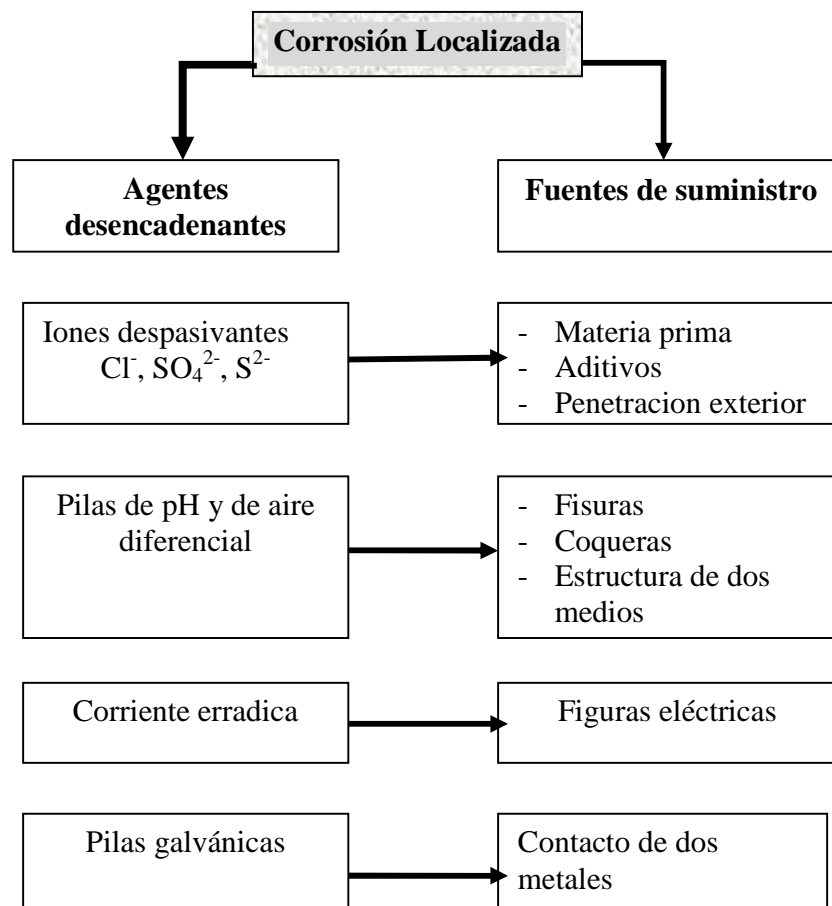 Corrosión Localizada
Agentes
desencadenantes
Fuentes de suministro
Iones despasivantes
Cl⁻, SO₄²⁻, S²⁻
- Materia prima
- Aditivos
- Penetracion exterior
Pilas de pH y de aire
diferencial
- Fisuras
- Coqueras
- Estructura de dos
medios
Corriente erradica
Figuras eléctricas
Pilas galvánicas
Contacto de dos
metales